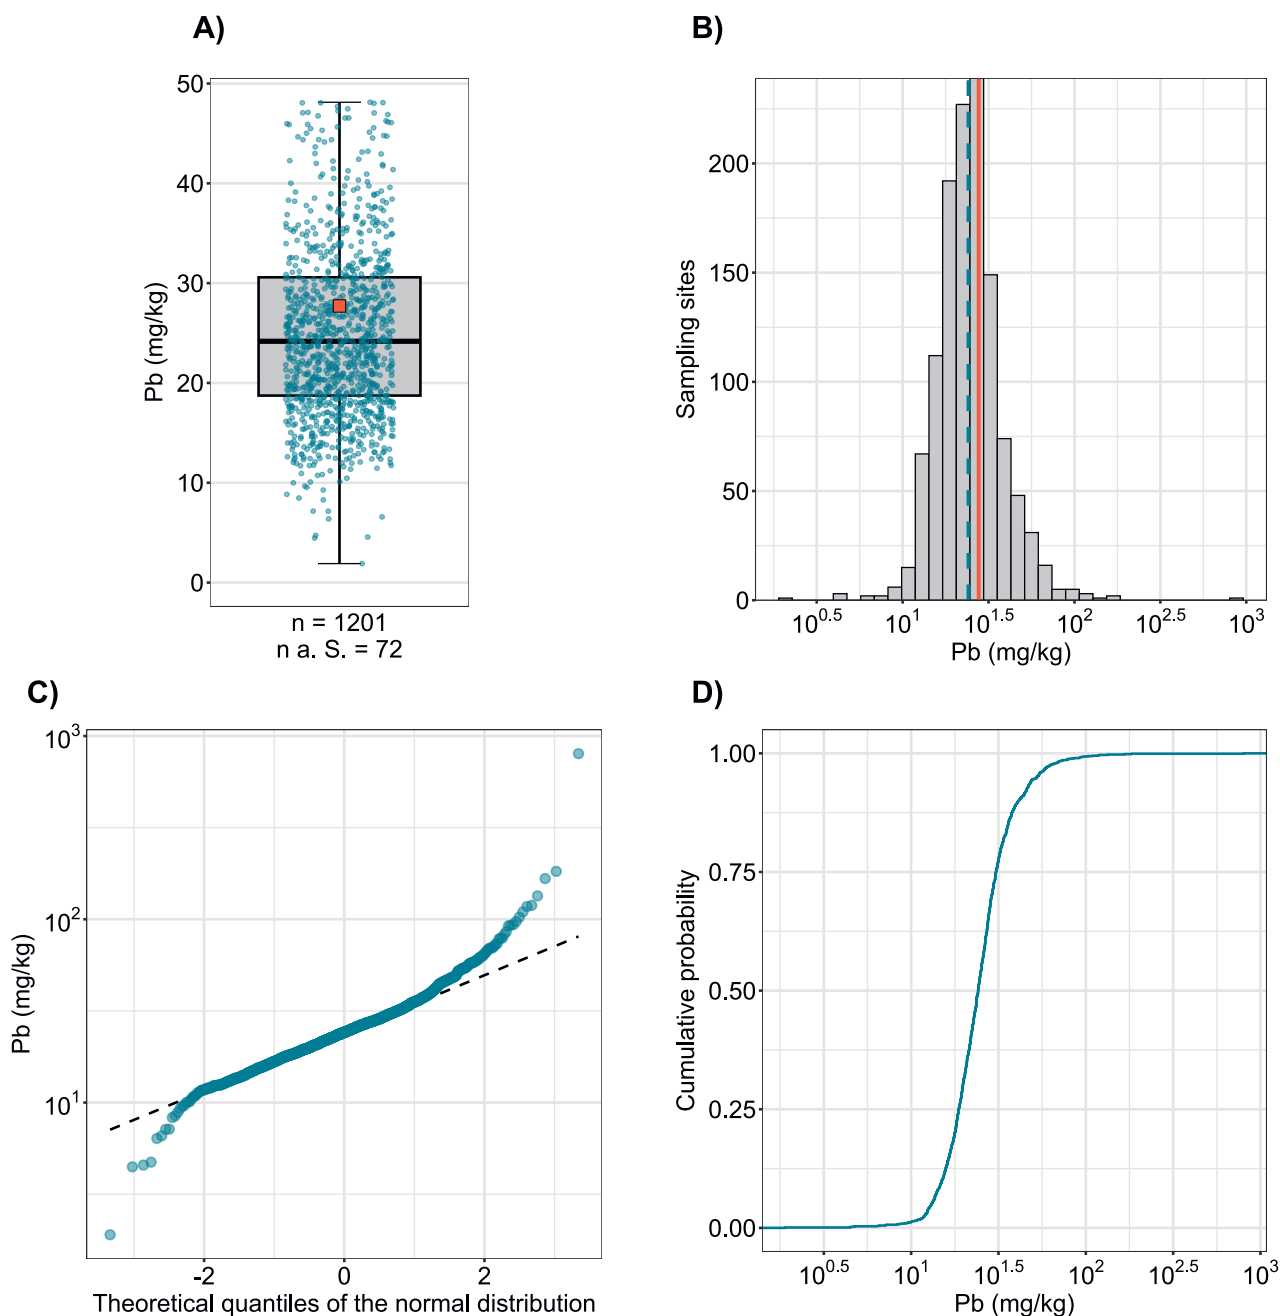 A)
50
40
30
20
10
0
Pb (mg/kg)
n = 1201
n a. S. = 72
B)
200
150
100
50
0
Sampling sites
10^0.5 10^1 10^1.5 10^2 10^2.5 10^3
Pb (mg/kg)
C)
10^3
10^2
10^1
Pb (mg/kg)
-2 0 2
Theoretical quantiles of the normal distribution
D)
1.00
0.75
0.50
0.25
0.00
Cumulative probability
10^0.5 10^1 10^1.5 10^2 10^2.5 10^3
Pb (mg/kg)